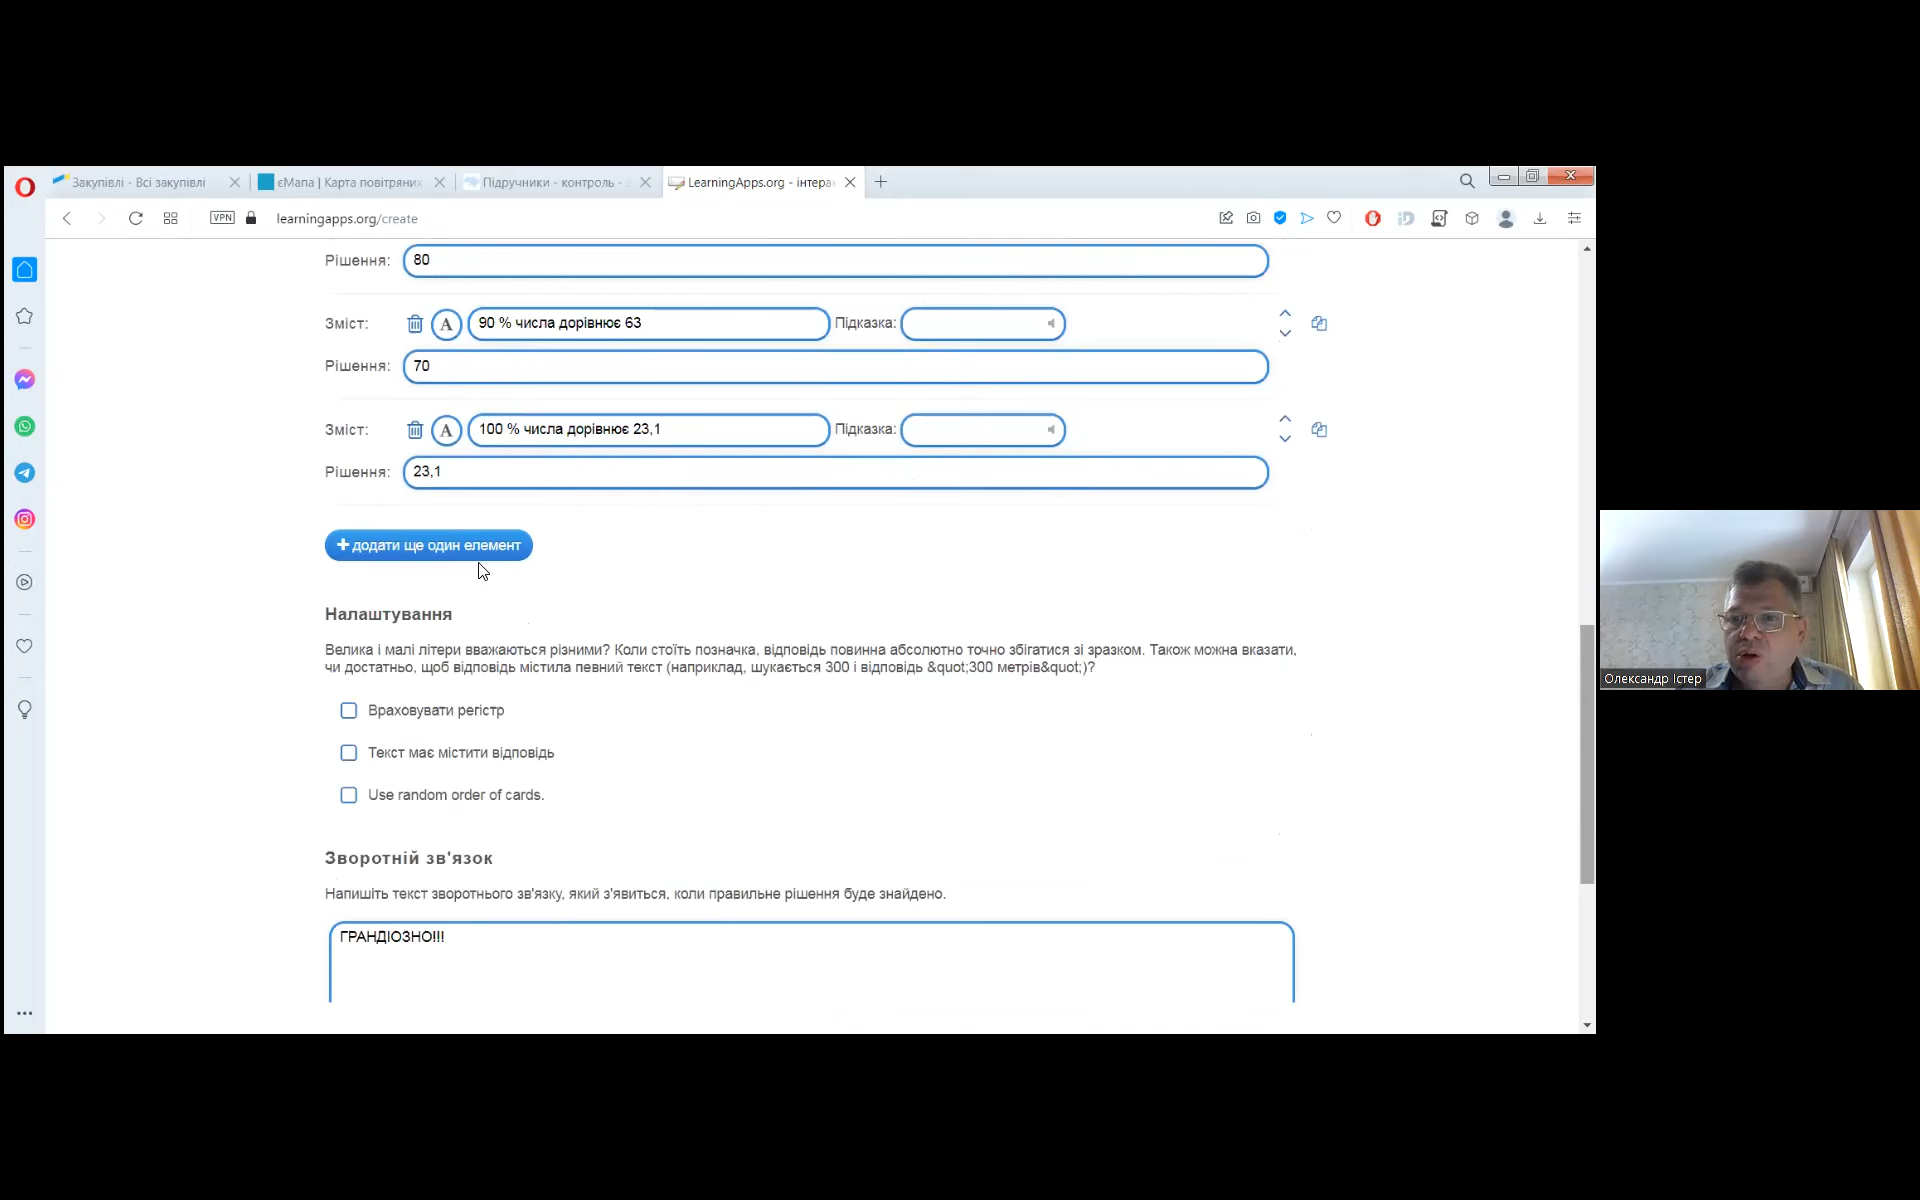 Закупівлі - Всі закупівлі
єМапа | Карта повітряних
Підручники - контроль -
LearningApps.org - інтера
VPN
learningapps.org/create
Рішення: 80
Зміст: A 90 % числа дорівнює 63 Підказка:
Рішення: 70
Зміст: A 100 % числа дорівнює 23,1 Підказка:
Рішення: 23,1
+ додати ще один елемент
Налаштування
Велика і малі літери вважаються різними? Коли стоїть позначка, відповідь повинна абсолютно точно збігатися зі зразком. Також можна вказати,
чи достатньо, щоб відповідь містила певний текст (наприклад, шукається 300 і відповідь &quot;300 метрів&quot;)?
Враховувати регістр
Текст має містити відповідь
Use random order of cards.
Зворотній зв'язок
Напишіть текст зворотнього зв'язку, який з'явиться, коли правильне рішення буде знайдено.
ГРАНДІОЗНО!!!
Олександр Істер